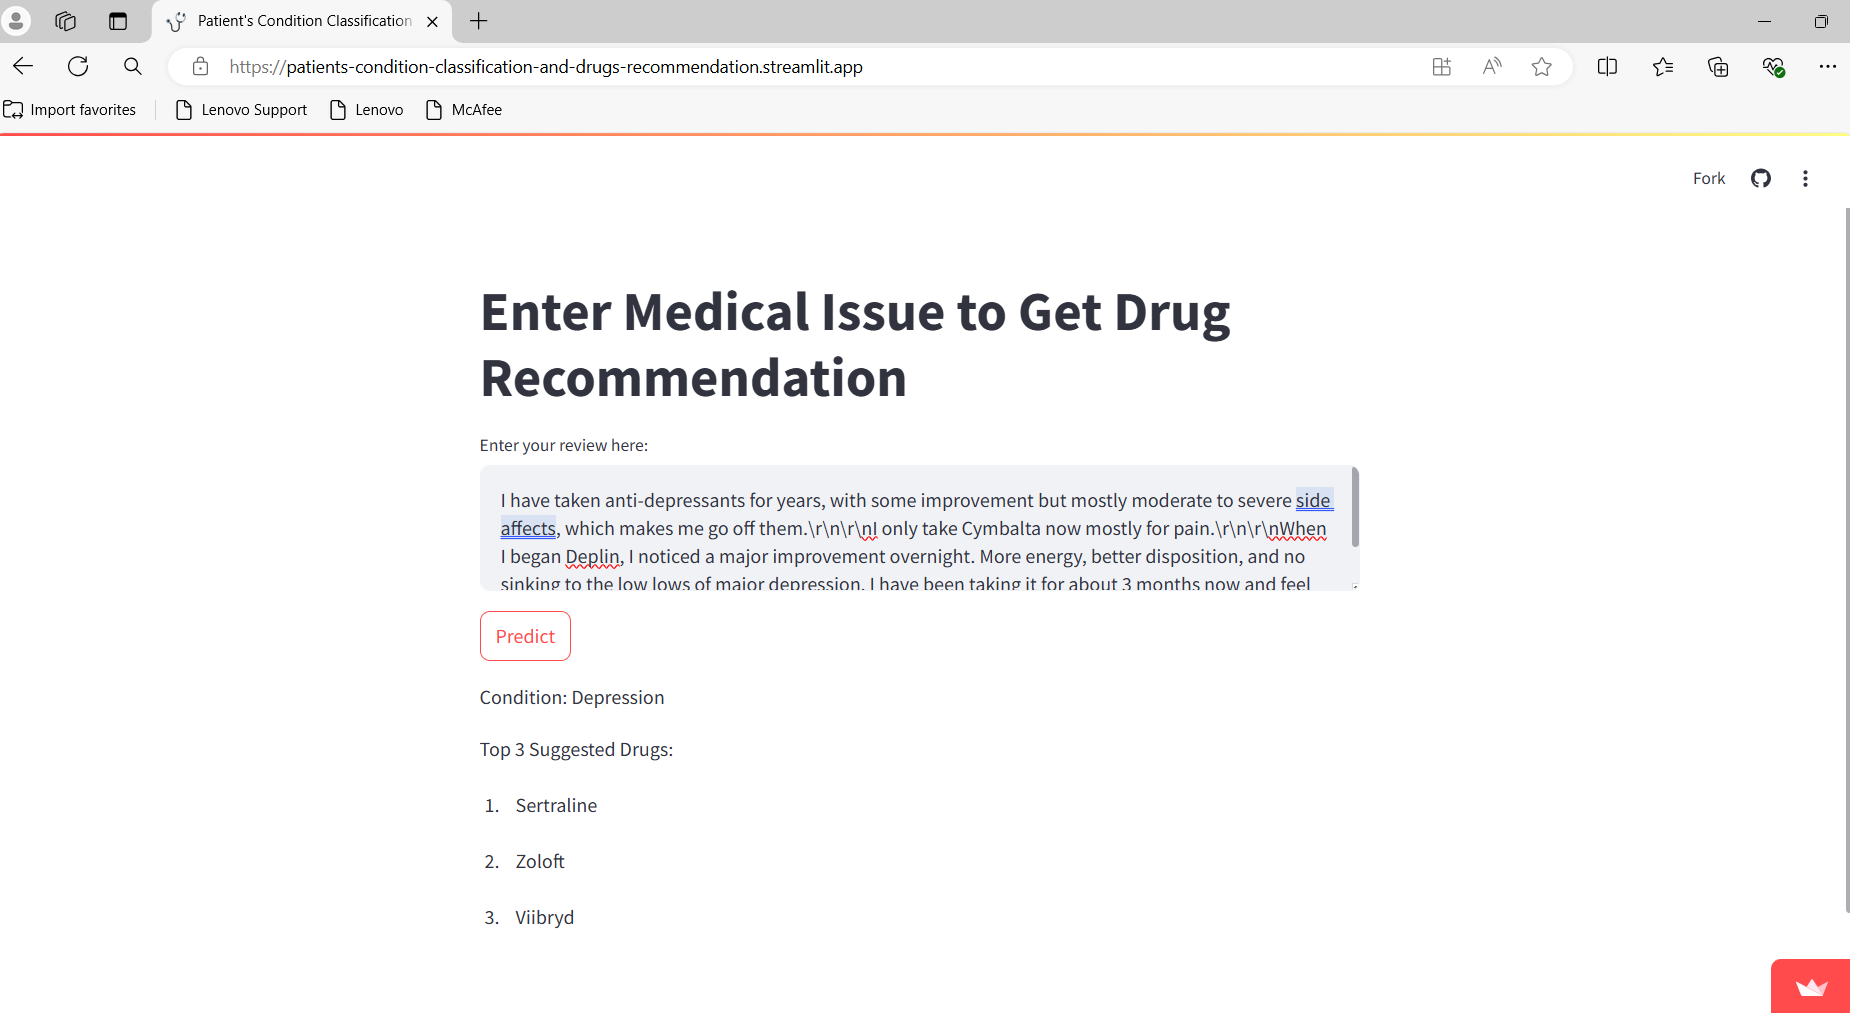 Patient's Condition Classification
https://patients-condition-classification-and-drugs-recommendation.streamlit.app
Import favorites
Lenovo Support
Lenovo
McAfee
Fork
Enter Medical Issue to Get Drug
Recommendation
Enter your review here:
I have taken anti-depressants for years, with some improvement but mostly moderate to severe side
affects, which makes me go off them.\r\n\r\nI only take Cymbalta now mostly for pain.\r\n\r\nWhen
I began Deplin, I noticed a major improvement overnight. More energy, better disposition, and no
sinking to the low lows of major depression. I have been taking it for about 3 months now and feel
Predict
Condition: Depression
Top 3 Suggested Drugs:
1. Sertraline
2. Zoloft
3. Viibryd